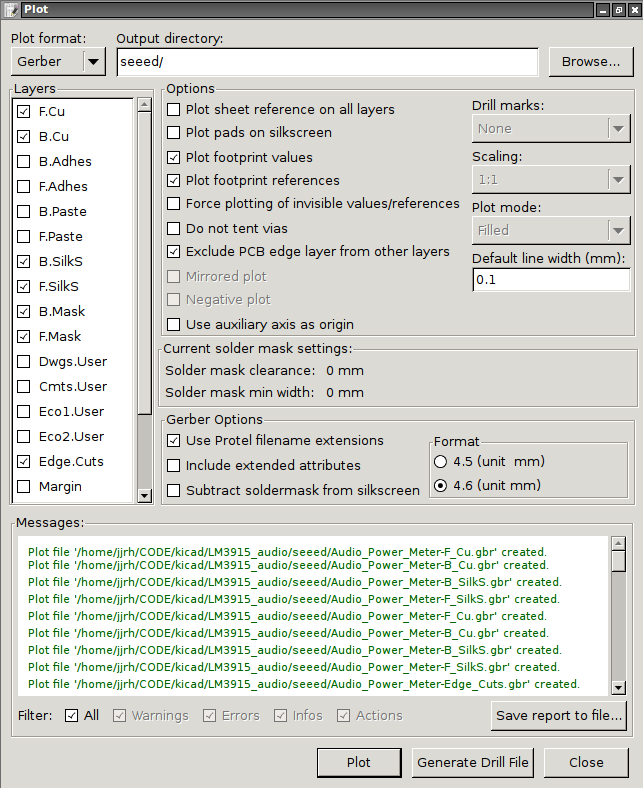 Plot
Plot format:
Output directory:
Gerber
seeed/
Browse...
Layers
F.Cu
B.Cu
B.Adhes
F.Adhes
B.Paste
F.Paste
B.SilkS
F.SilkS
B.Mask
F.Mask
Dwgs.User
Cmts.User
Eco1.User
Eco2.User
Edge.Cuts
Margin
Options
Plot sheet reference on all layers
Plot pads on silkscreen
Plot footprint values
Plot footprint references
Force plotting of invisible values/references
Do not tent vias
Exclude PCB edge layer from other layers
Mirrored plot
Negative plot
Use auxiliary axis as origin
Drill marks:
None
Scaling:
1:1
Plot mode:
Filled
Default line width (mm):
0.1
Current solder mask settings:
Solder mask clearance: 0 mm
Solder mask min width: 0 mm
Gerber Options
Use Protel filename extensions
Include extended attributes
Subtract soldermask from silkscreen
Format
4.5 (unit mm)
4.6 (unit mm)
Messages:
Plot file '/home/jjrh/CODE/kicad/LM3915_audio/seeed/Audio_Power_Meter-F_Cu.gbr' created.
Plot file '/home/jjrh/CODE/kicad/LM3915_audio/seeed/Audio_Power_Meter-B_Cu.gbr' created.
Plot file '/home/jjrh/CODE/kicad/LM3915_audio/seeed/Audio_Power_Meter-B_SilkS.gbr' created.
Plot file '/home/jjrh/CODE/kicad/LM3915_audio/seeed/Audio_Power_Meter-F_SilkS.gbr' created.
Plot file '/home/jjrh/CODE/kicad/LM3915_audio/seeed/Audio_Power_Meter-F_Cu.gbr' created.
Plot file '/home/jjrh/CODE/kicad/LM3915_audio/seeed/Audio_Power_Meter-B_Cu.gbr' created.
Plot file '/home/jjrh/CODE/kicad/LM3915_audio/seeed/Audio_Power_Meter-B_SilkS.gbr' created.
Plot file '/home/jjrh/CODE/kicad/LM3915_audio/seeed/Audio_Power_Meter-F_SilkS.gbr' created.
Plot file '/home/jjrh/CODE/kicad/LM3915_audio/seeed/Audio_Power_Meter-Edge_Cuts.gbr' created.
Filter: All Warnings Errors Infos Actions
Save report to file...
Plot
Generate Drill File
Close